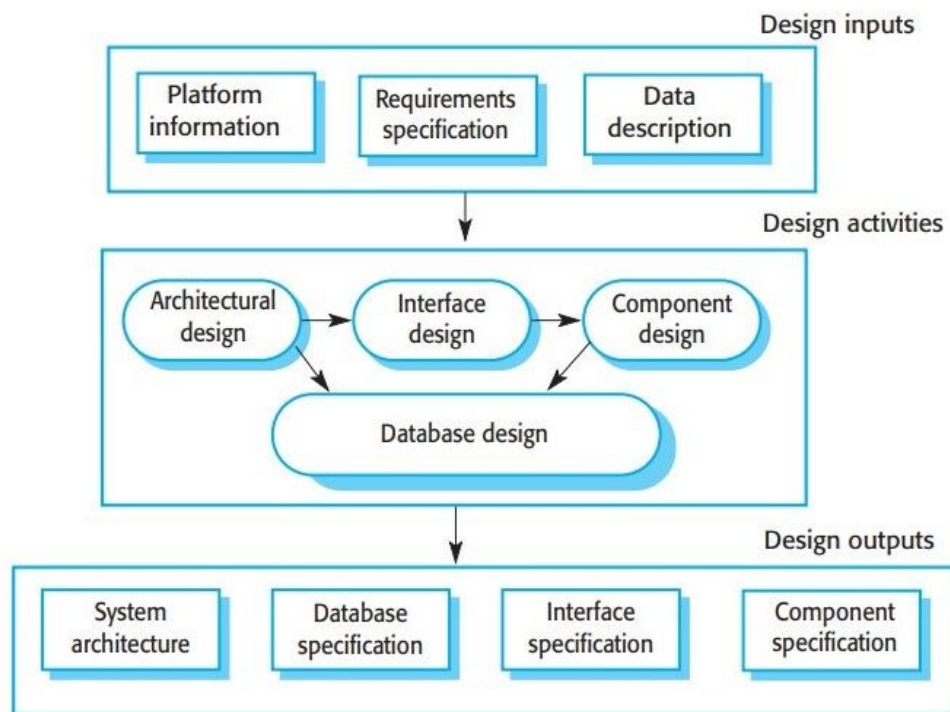 Design inputs
Platform
information
Requirements
specification
Data
description
Design activities
Architectural
design
Interface
design
Component
design
Database design
Design outputs
System
architecture
Database
specification
Interface
specification
Component
specification